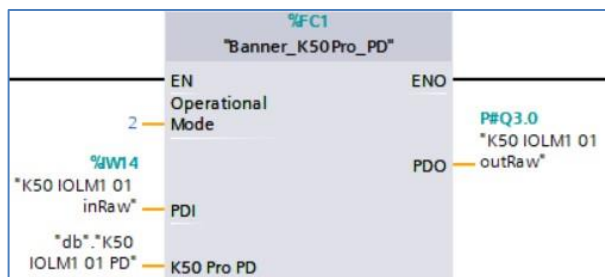 %FC1
"Banner_K50Pro_PD"
EN
ENO
Operational
Mode
2
P#Q3.0
"K50 IOLM1 01
outRaw"
PDO
%IW14
"K50 IOLM1 01
inRaw"
PDI
"db"."K50
IOLM1 01 PD"
K50 Pro PD